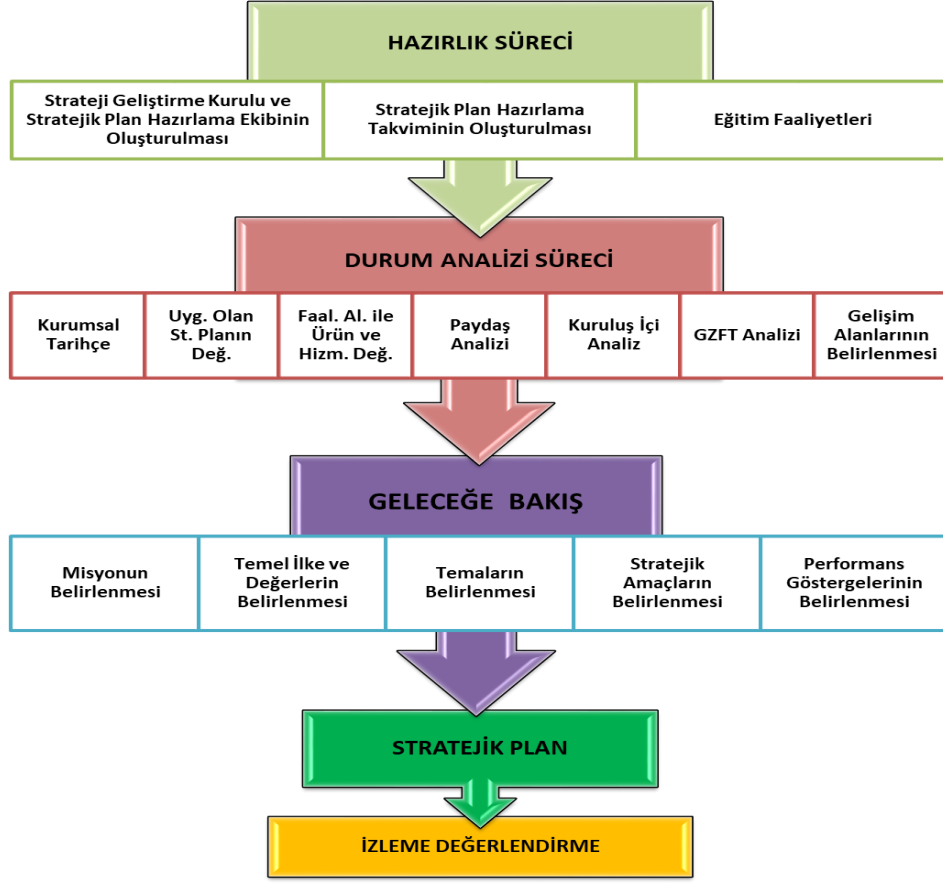 HAZIRLIK SÜRECİ
Strateji Geliştirme Kurulu ve
Stratejik Plan Hazırlama Ekibinin
Oluşturulması
Stratejik Plan Hazırlama
Takviminin Oluşturulması
Eğitim Faaliyetleri
DURUM ANALİZİ SÜRECİ
Kurumsal
Tarihçe
Uyg. Olan
St. Planın
Değ.
Faal. Al. ile
Ürün ve
Hizm. Değ.
Paydaş
Analizi
Kuruluş İçi
Analiz
GZFT Analizi
Gelişim
Alanlarının
Belirlenmesi
GELECEĞE BAKIŞ
Misyonun
Belirlenmesi
Temel İlke ve
Değerlerin
Belirlenmesi
Temaların
Belirlenmesi
Stratejik
Amaçların
Belirlenmesi
Performans
Göstergelerinin
Belirlenmesi
STRATEJİK PLAN
İZLEME DEĞERLENDİRME